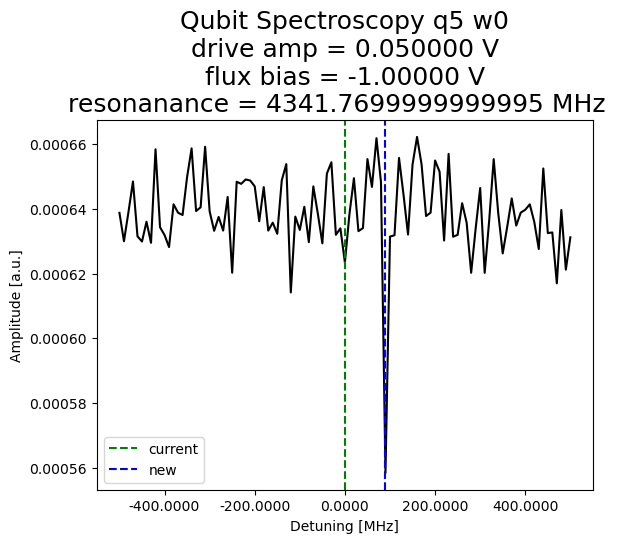 Qubit Spectroscopy q5 w0
drive amp = 0.050000 V
flux bias = -1.00000 V
resonanance = 4341.7699999999995 MHz
0.00066
0.00064
0.00062
0.00060
0.00058
0.00056
Amplitude [a.u.]
current
new
-400.0000
-200.0000
0.0000
200.0000
400.0000
Detuning [MHz]